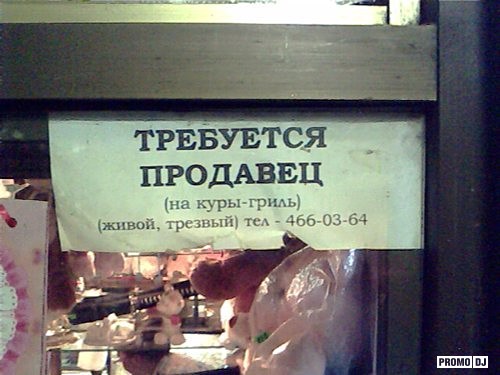 ТРЕБУЕТСЯ
ПРОДАВЕЦ
(на куры-гриль)
(живой, трезвый) тел - 466-03-64
PROMO DJ